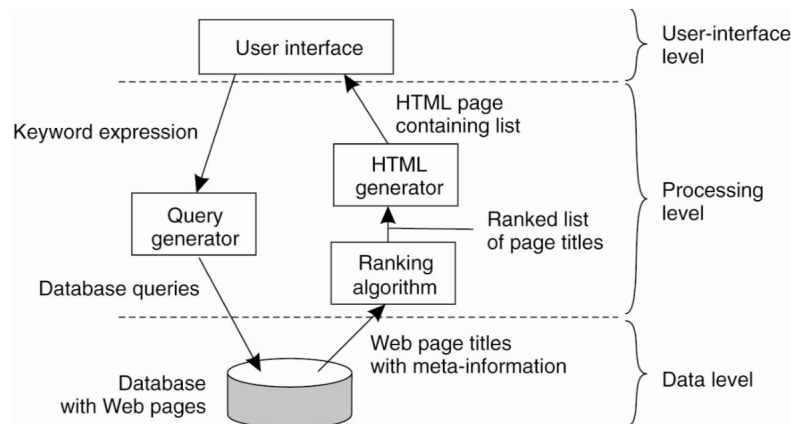 User interface
User-interface
level
Keyword expression
HTML page
containing list
HTML
generator
Processing
level
Query
generator
Ranked list
of page titles
Ranking
algorithm
Database queries
Web page titles
with meta-information
Database
with Web pages
Data level